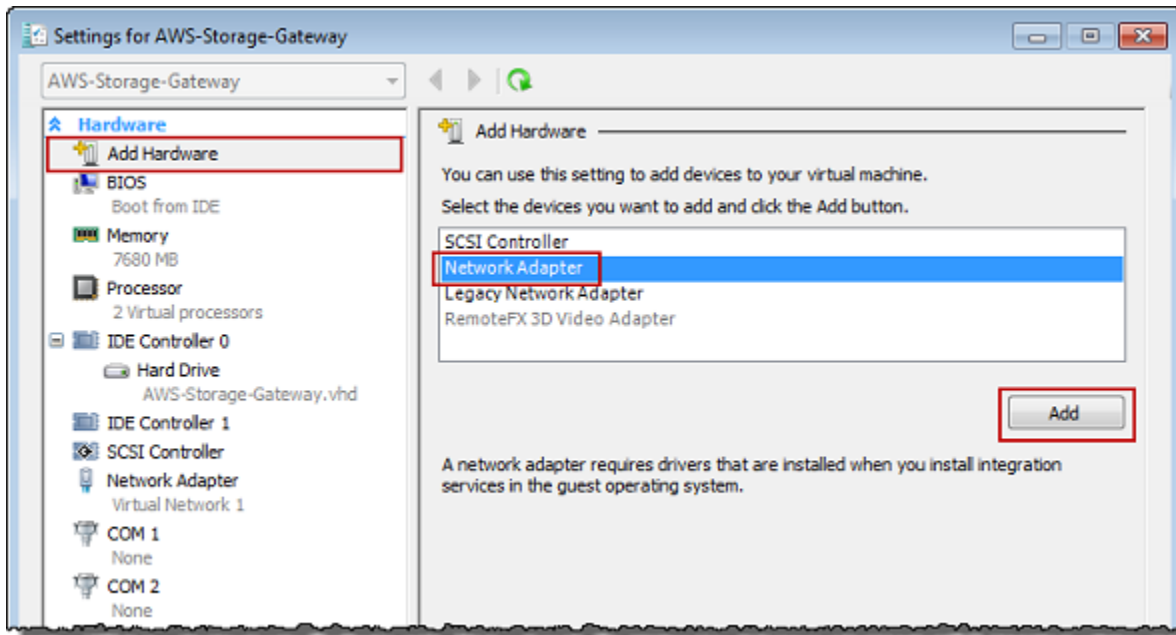 Settings for AWS-Storage-Gateway
AWS-Storage-Gateway
Hardware
Add Hardware
BIOS
Boot from IDE
Memory
7680 MB
Processor
2 Virtual processors
IDE Controller 0
Hard Drive
AWS-Storage-Gateway.vhd
IDE Controller 1
SCSI Controller
Network Adapter
Virtual Network 1
COM 1
None
COM 2
None
Add Hardware
You can use this setting to add devices to your virtual machine.
Select the devices you want to add and click the Add button.
SCSI Controller
Network Adapter
Legacy Network Adapter
RemoteFX 3D Video Adapter
Add
A network adapter requires drivers that are installed when you install integration
services in the guest operating system.